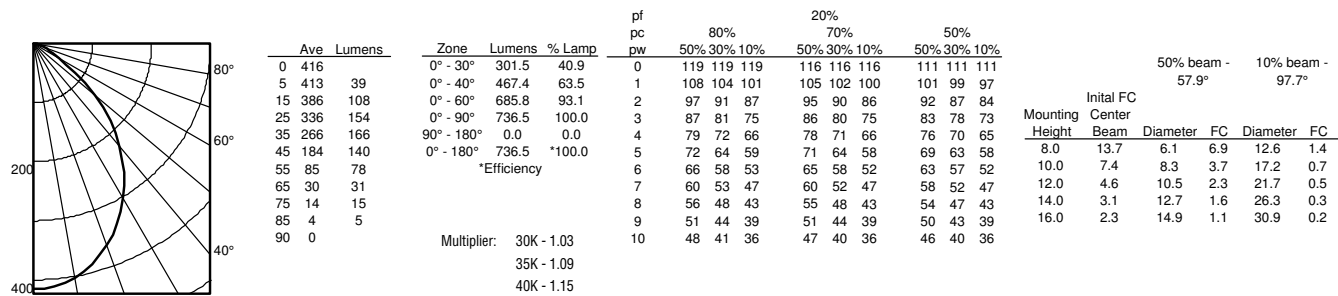 80°
60°
40°
200
400
Ave Lumens
0 416
5 413 39
15 386 108
25 336 154
35 266 166
45 184 140
55 85 78
65 30 31
75 14 15
85 4 5
90 0
Zone Lumens % Lamp
0° - 30° 301.5 40.9
0° - 40° 467.4 63.5
0° - 60° 685.8 93.1
0° - 90° 736.5 100.0
90° - 180° 0.0 0.0
0° - 180° 736.5 *100.0
*Efficiency
Multiplier: 30K - 1.03
35K - 1.09
40K - 1.15
pf 20%
pc 80% 70% 50%
pw 50% 30% 10% 50% 30% 10% 50% 30% 10%
0 119 119 119 116 116 116 111 111 111
1 108 104 101 105 102 100 101 99 97
2 97 91 87 95 90 86 92 87 84
3 87 81 75 86 80 75 83 78 73
4 79 72 66 78 71 66 76 70 65
5 72 64 59 71 64 58 69 63 58
6 66 58 53 65 58 52 63 57 52
7 60 53 47 60 52 47 58 52 47
8 56 48 43 55 48 43 54 47 43
9 51 44 39 51 44 39 50 43 39
10 48 41 36 47 40 36 46 40 36
50% beam - 10% beam -
57.9° 97.7°
Inital FC
Mounting Center
Height Beam Diameter FC Diameter FC
8.0 13.7 6.1 6.9 12.6 1.4
10.0 7.4 8.3 3.7 17.2 0.7
12.0 4.6 10.5 2.3 21.7 0.5
14.0 3.1 12.7 1.6 26.3 0.3
16.0 2.3 14.9 1.1 30.9 0.2